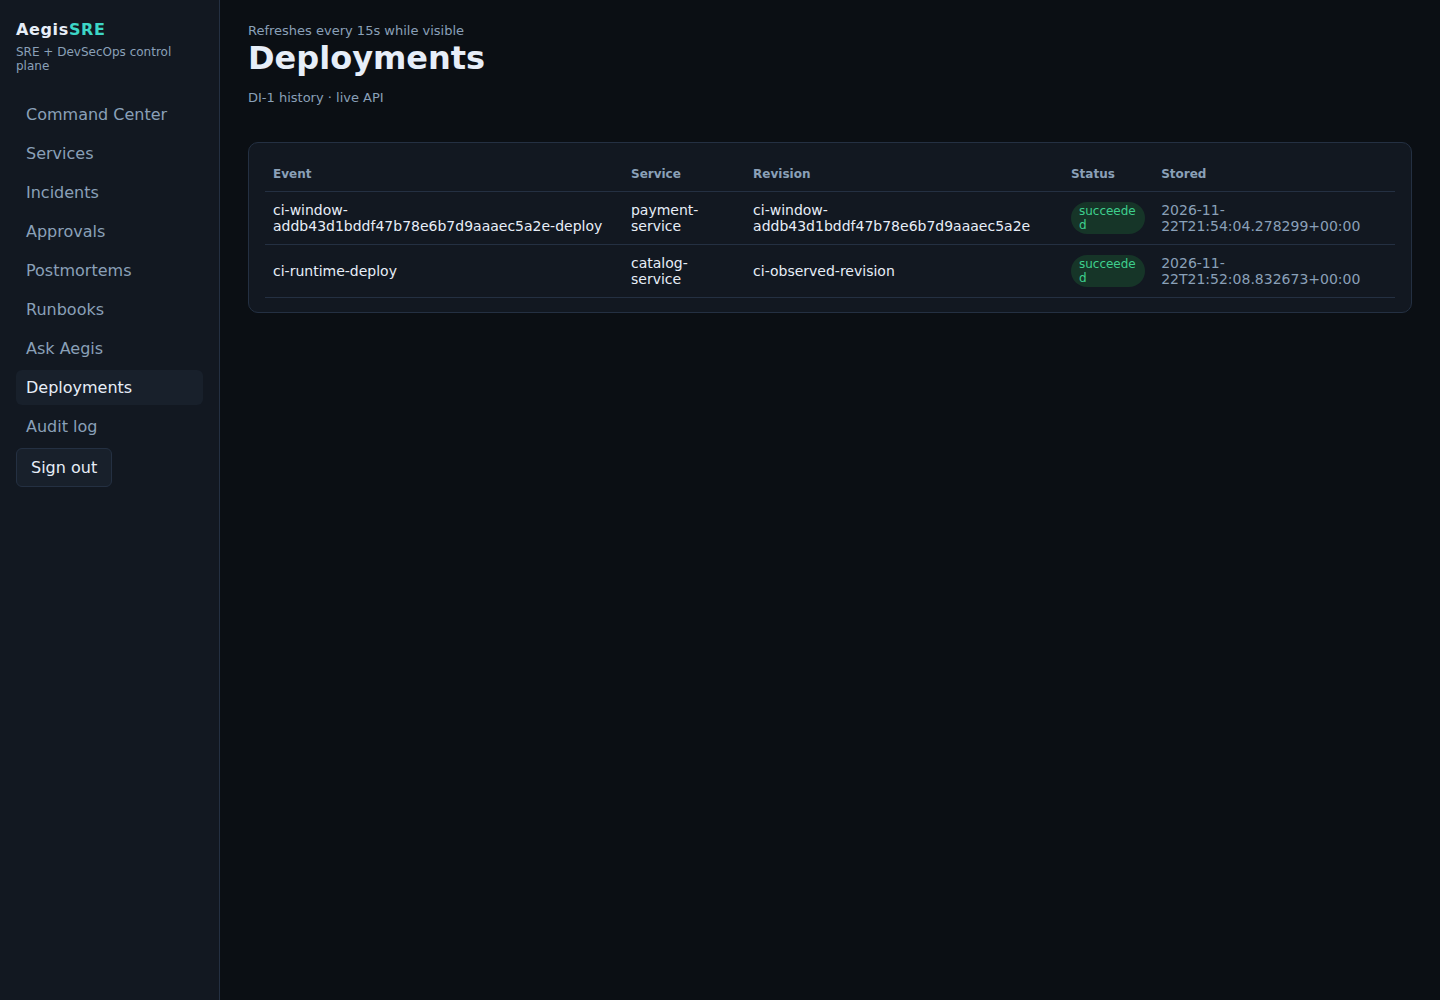 AegisSRE
SRE + DevSecOps control
plane
Command Center
Services
Incidents
Approvals
Postmortems
Runbooks
Ask Aegis
Deployments
Audit log
Sign out
Refreshes every 15s while visible
Deployments
DI-1 history · live API
Event Service Revision Status Stored
ci-window-
addb43d1bddf47b78e6b7d9aaaec5a2e-deploy
payment-
service
ci-window-
addb43d1bddf47b78e6b7d9aaaec5a2e
succeede
d
2026-11-
22T21:54:04.278299+00:00
ci-runtime-deploy
catalog-
service
ci-observed-revision
succeede
d
2026-11-
22T21:52:08.832673+00:00